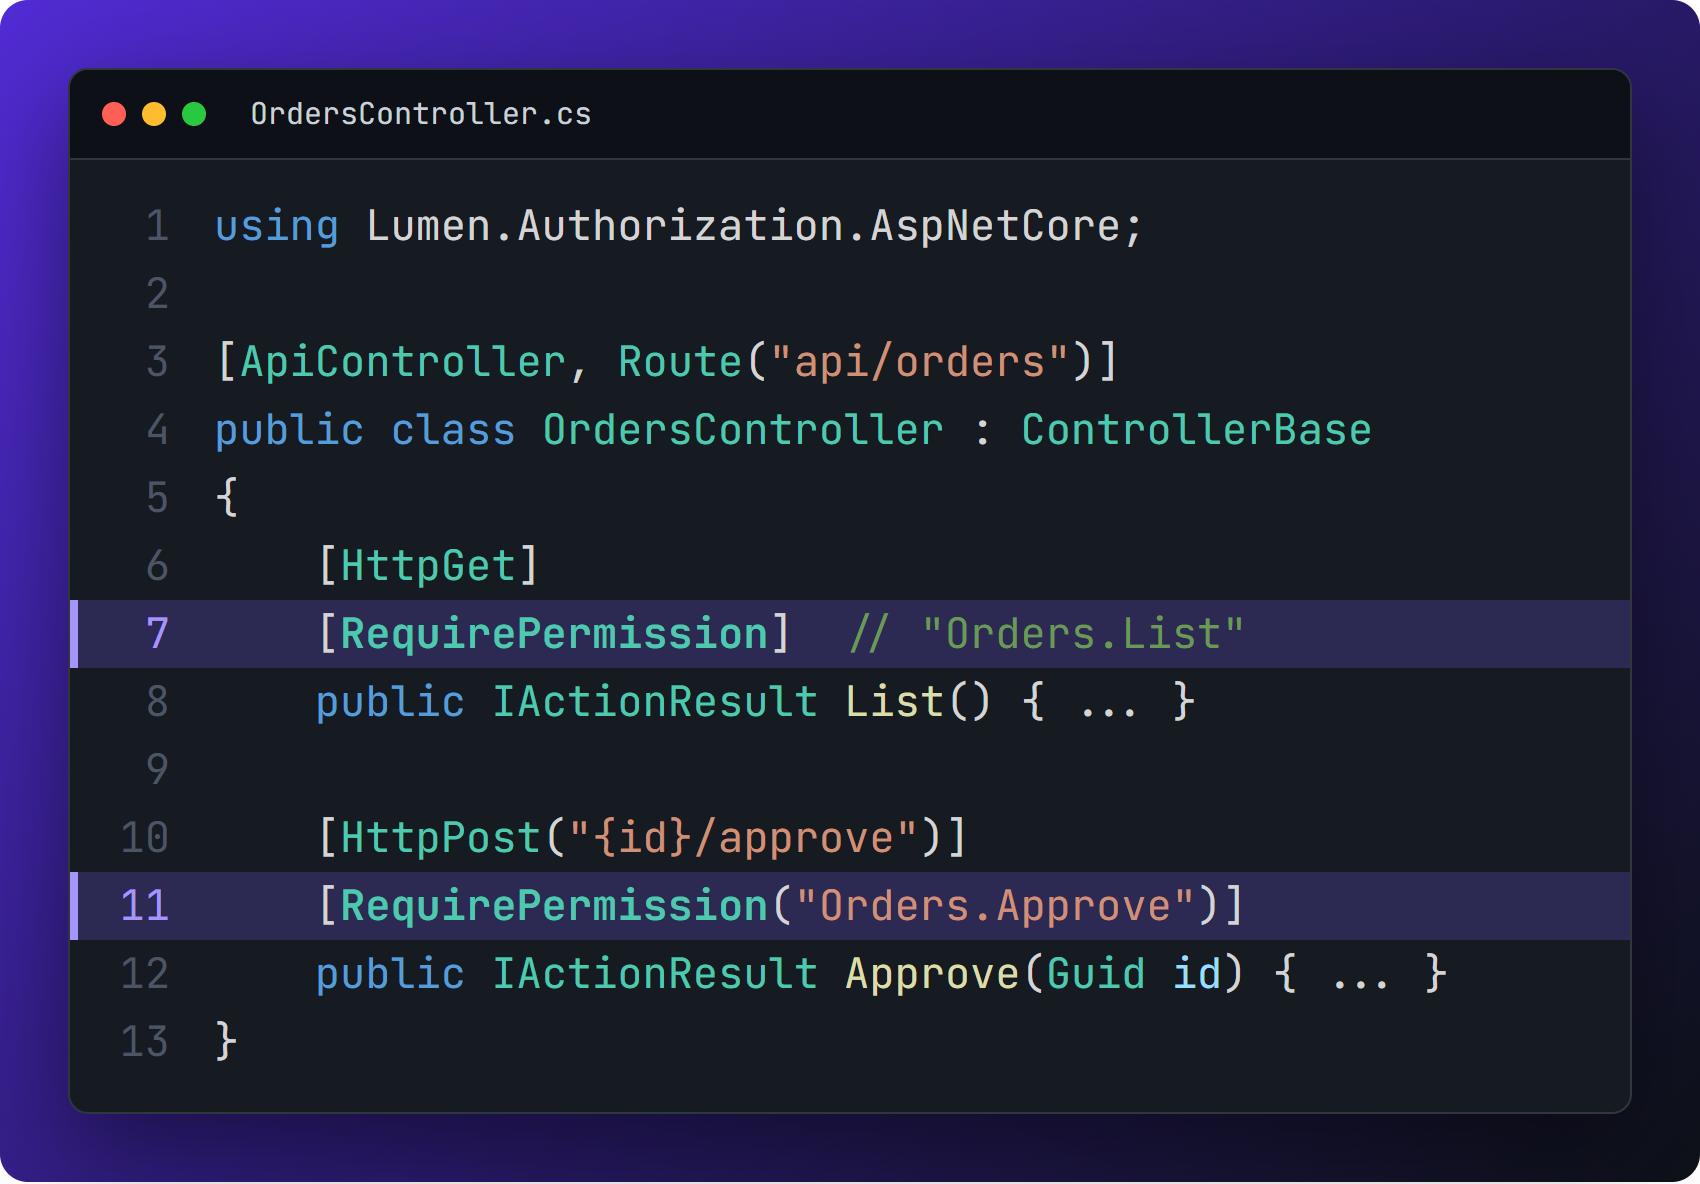 OrdersController.cs
1 using Lumen.Authorization.AspNetCore;
2
3 [ApiController, Route("api/orders")]
4 public class OrdersController : ControllerBase
5 {
6     [HttpGet]
7     [RequirePermission]  // "Orders.List"
8     public IActionResult List() { ... }
9
10     [HttpPost("{id}/approve")]
11     [RequirePermission("Orders.Approve")]
12     public IActionResult Approve(Guid id) { ... }
13 }